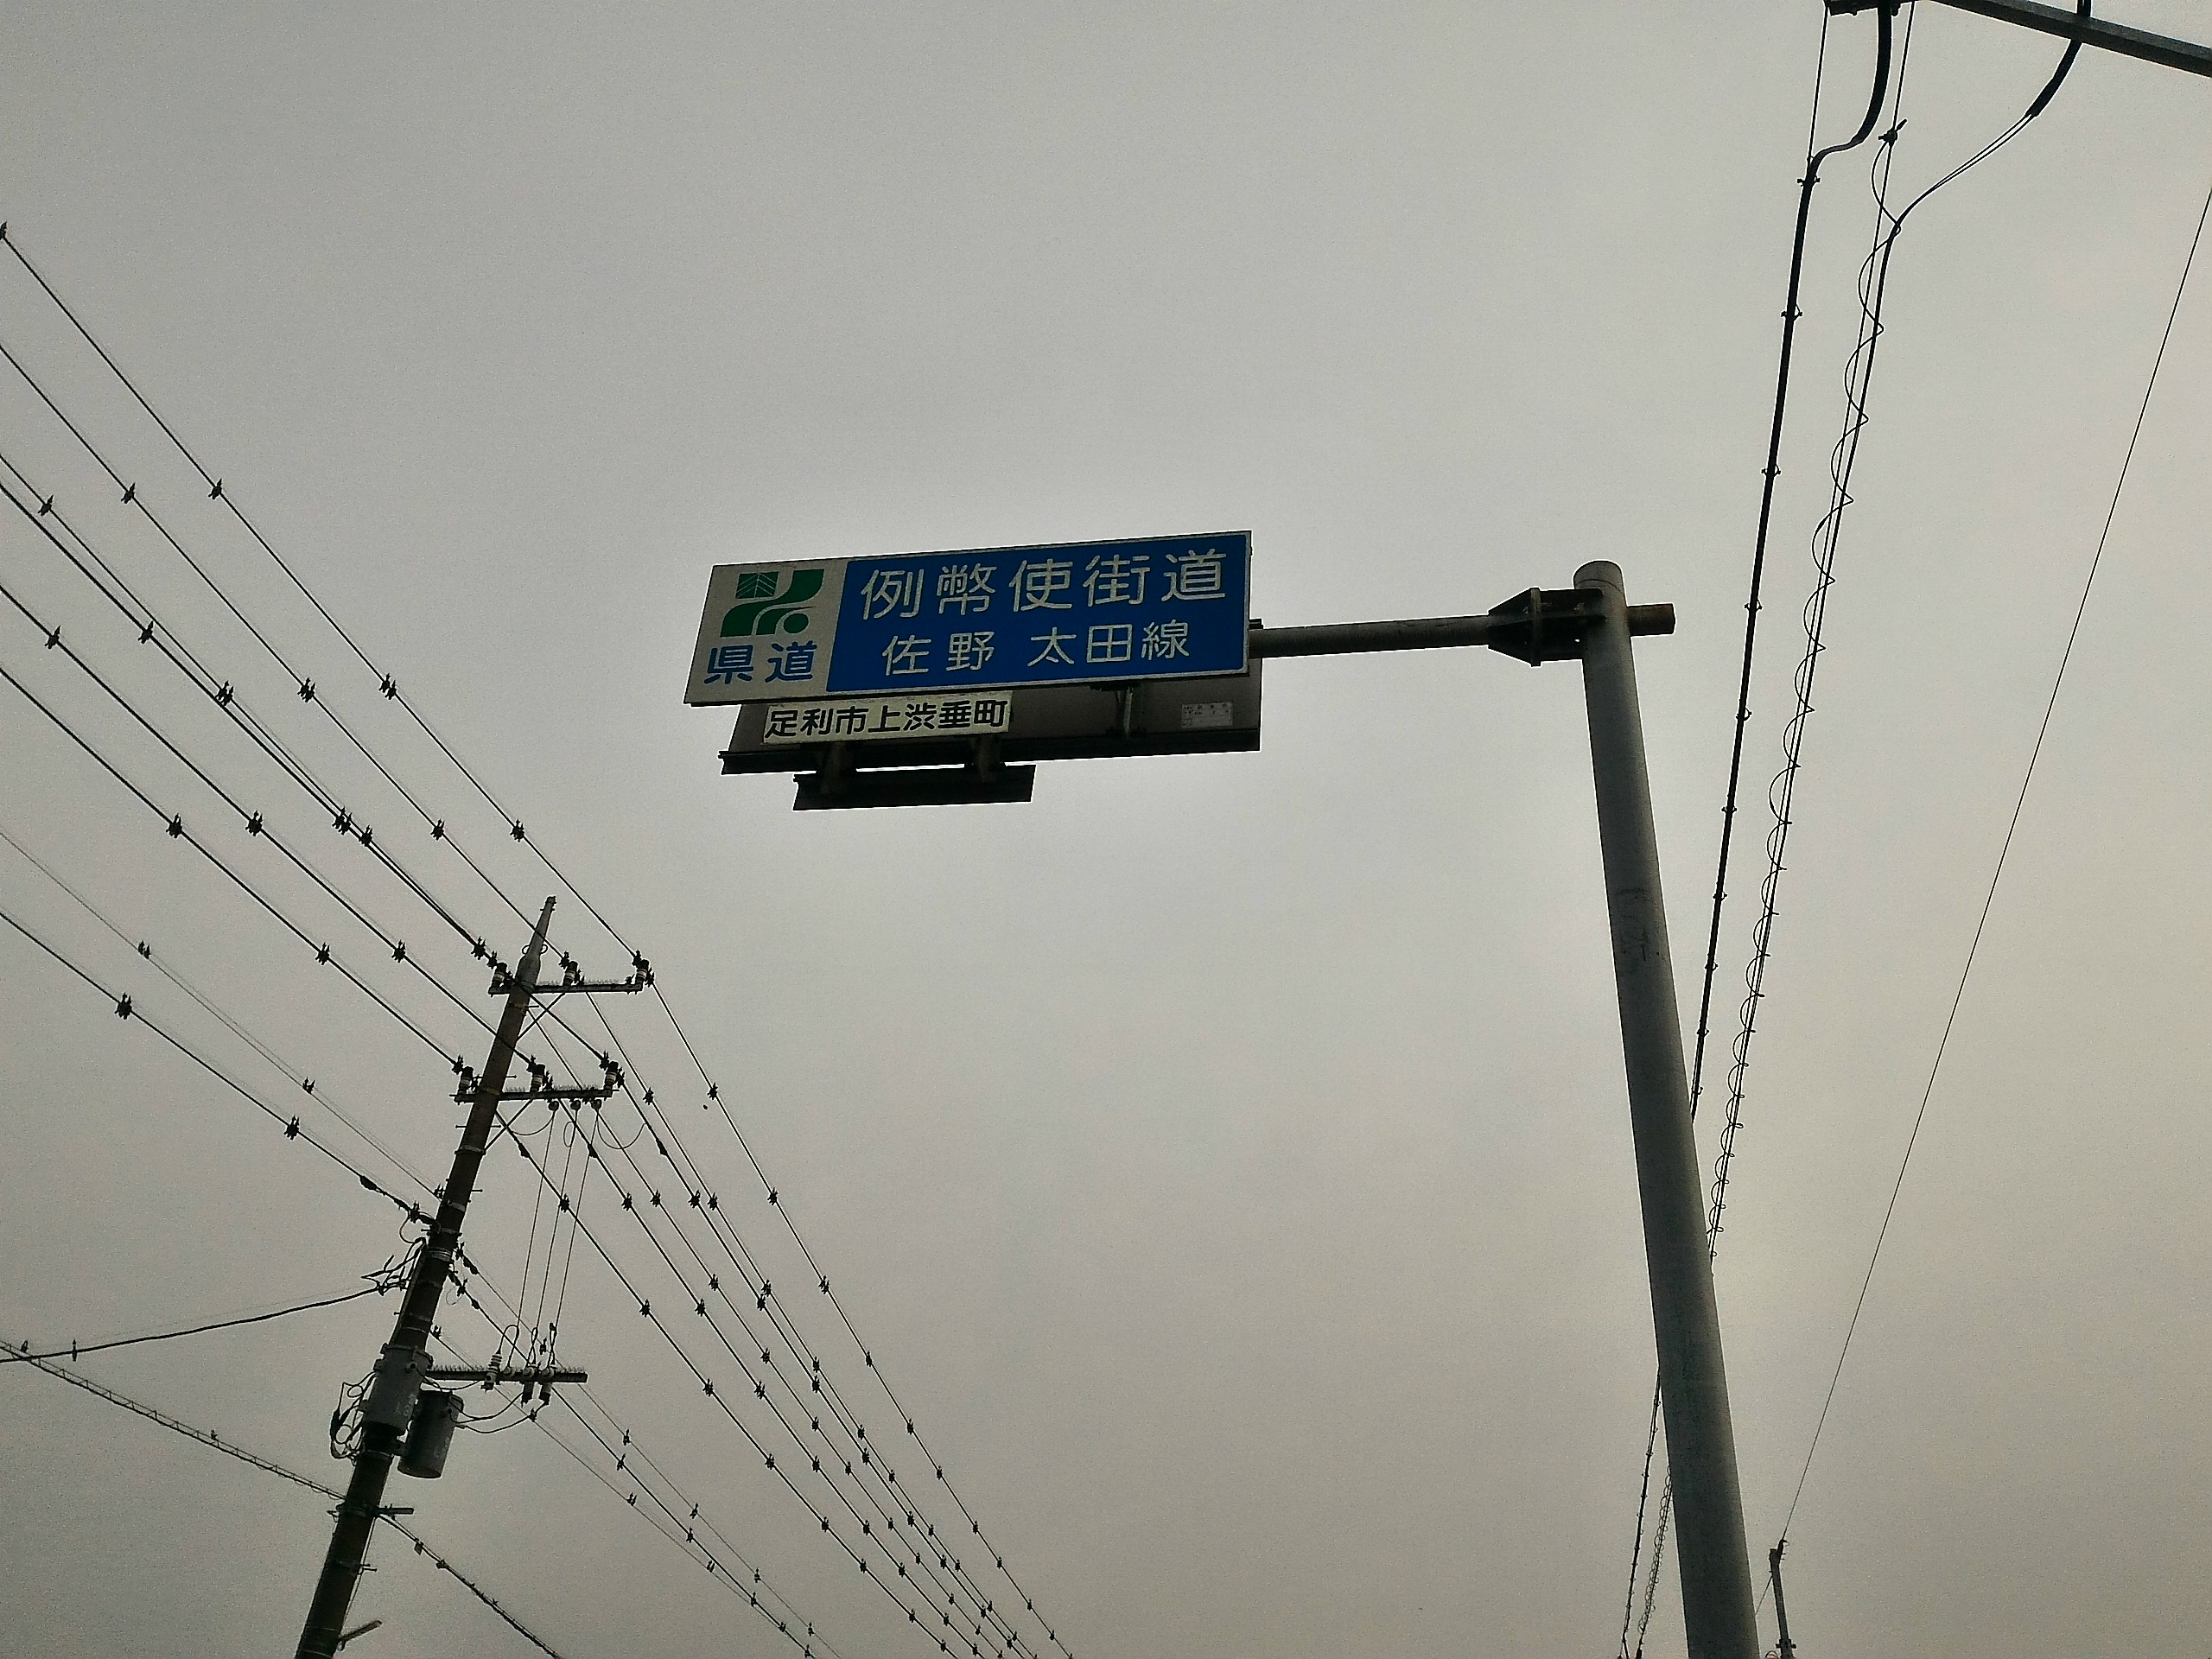 例幣使街道
佐野 太田線
県道
足利市上渋垂町